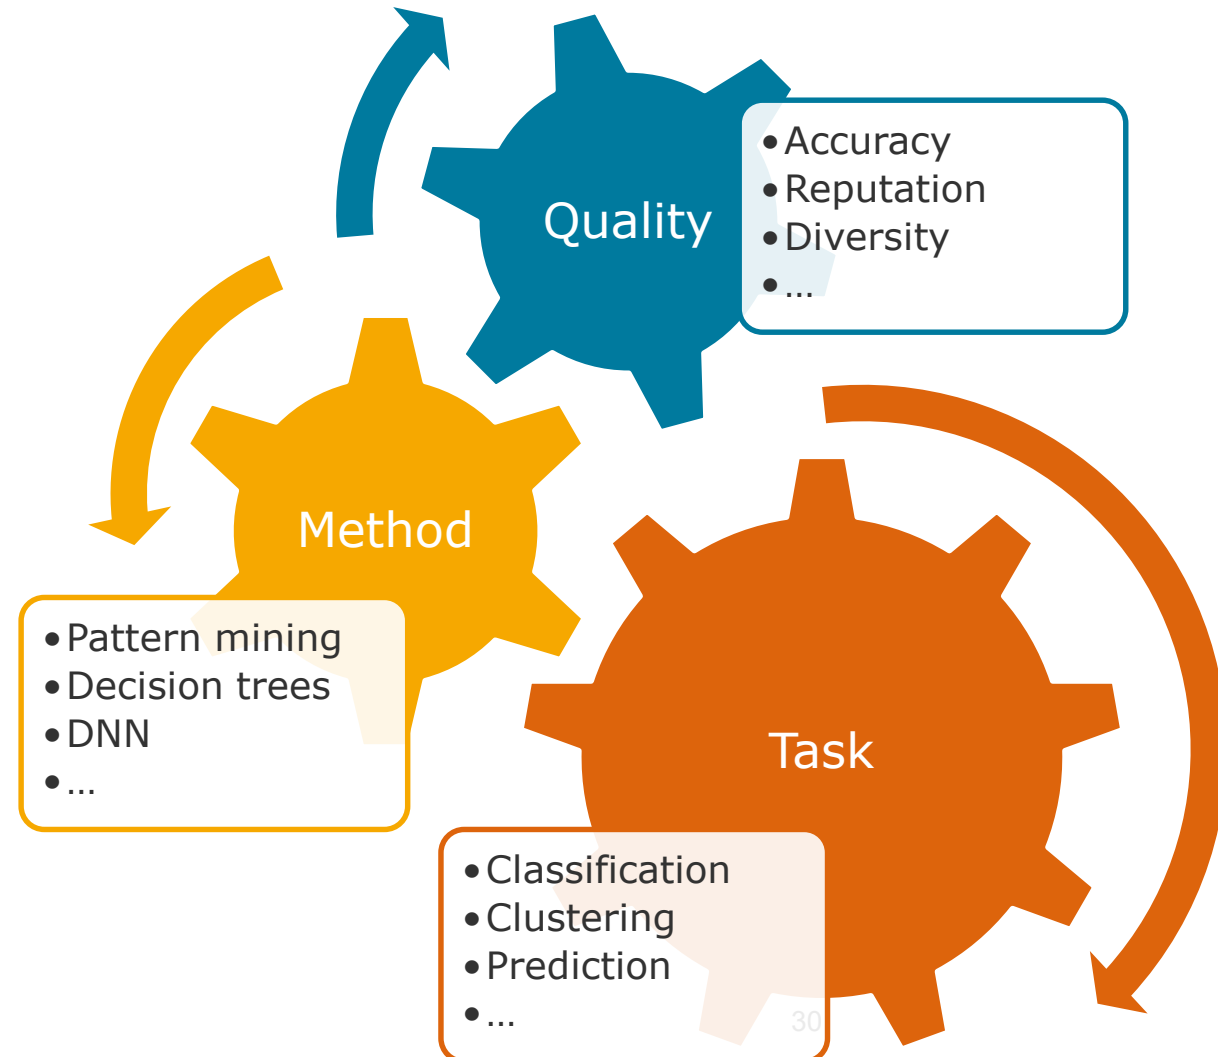 Quality
• Accuracy
• Reputation
• Diversity
• ...
Method
• Pattern mining
• Decision trees
• DNN
• ...
Task
• Classification
• Clustering
• Prediction
• ...
30